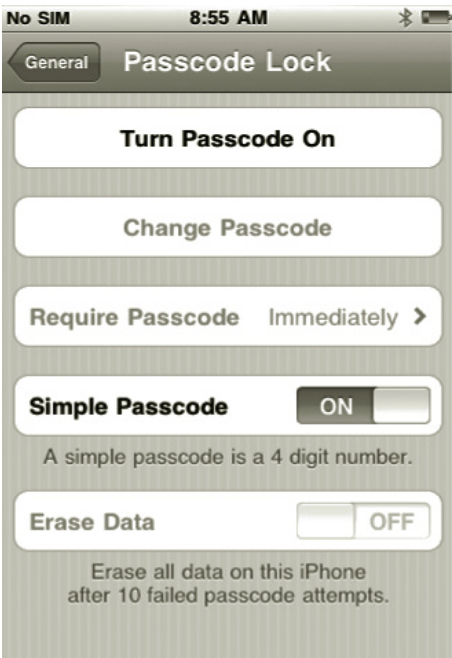 No SIM 8:55 AM
General Passcode Lock
Turn Passcode On
Change Passcode
Require Passcode Immediately
Simple Passcode ON
A simple passcode is a 4 digit number.
Erase Data OFF
Erase all data on this iPhone
after 10 failed passcode attempts.